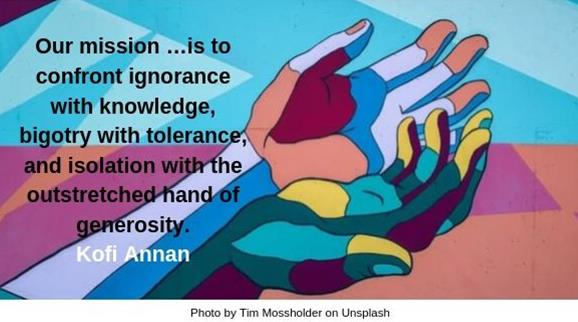 Our mission …is to
confront ignorance
with knowledge,
bigotry with tolerance,
and isolation with the
outstretched hand of
generosity.
Kofi Annan
Photo by Tim Mossholder on Unsplash